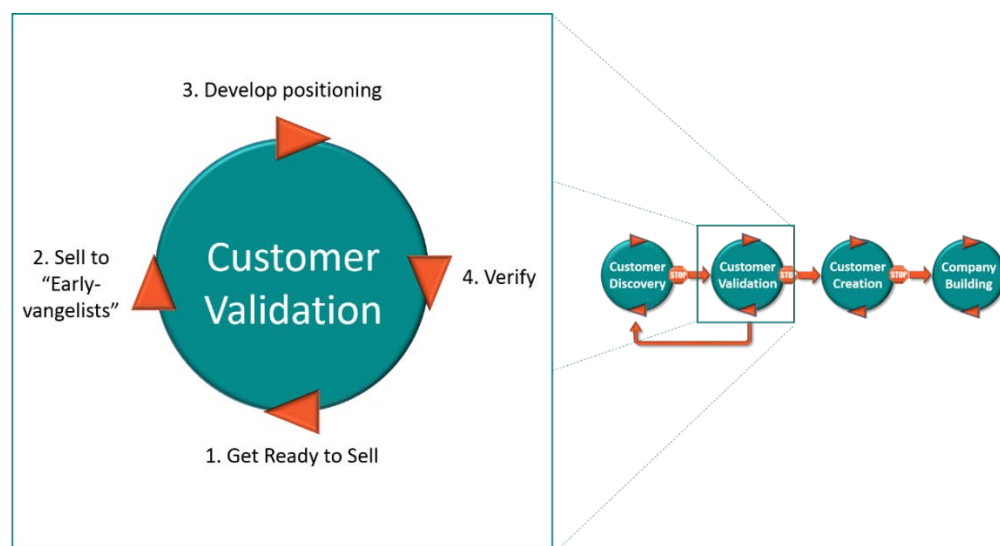 3. Develop positioning
2. Sell to
“Early-
vangelists”
Customer
Validation
4. Verify
1. Get Ready to Sell
Customer
Discovery
STOP
Customer
Validation
STOP
Customer
Creation
STOP
Company
Building